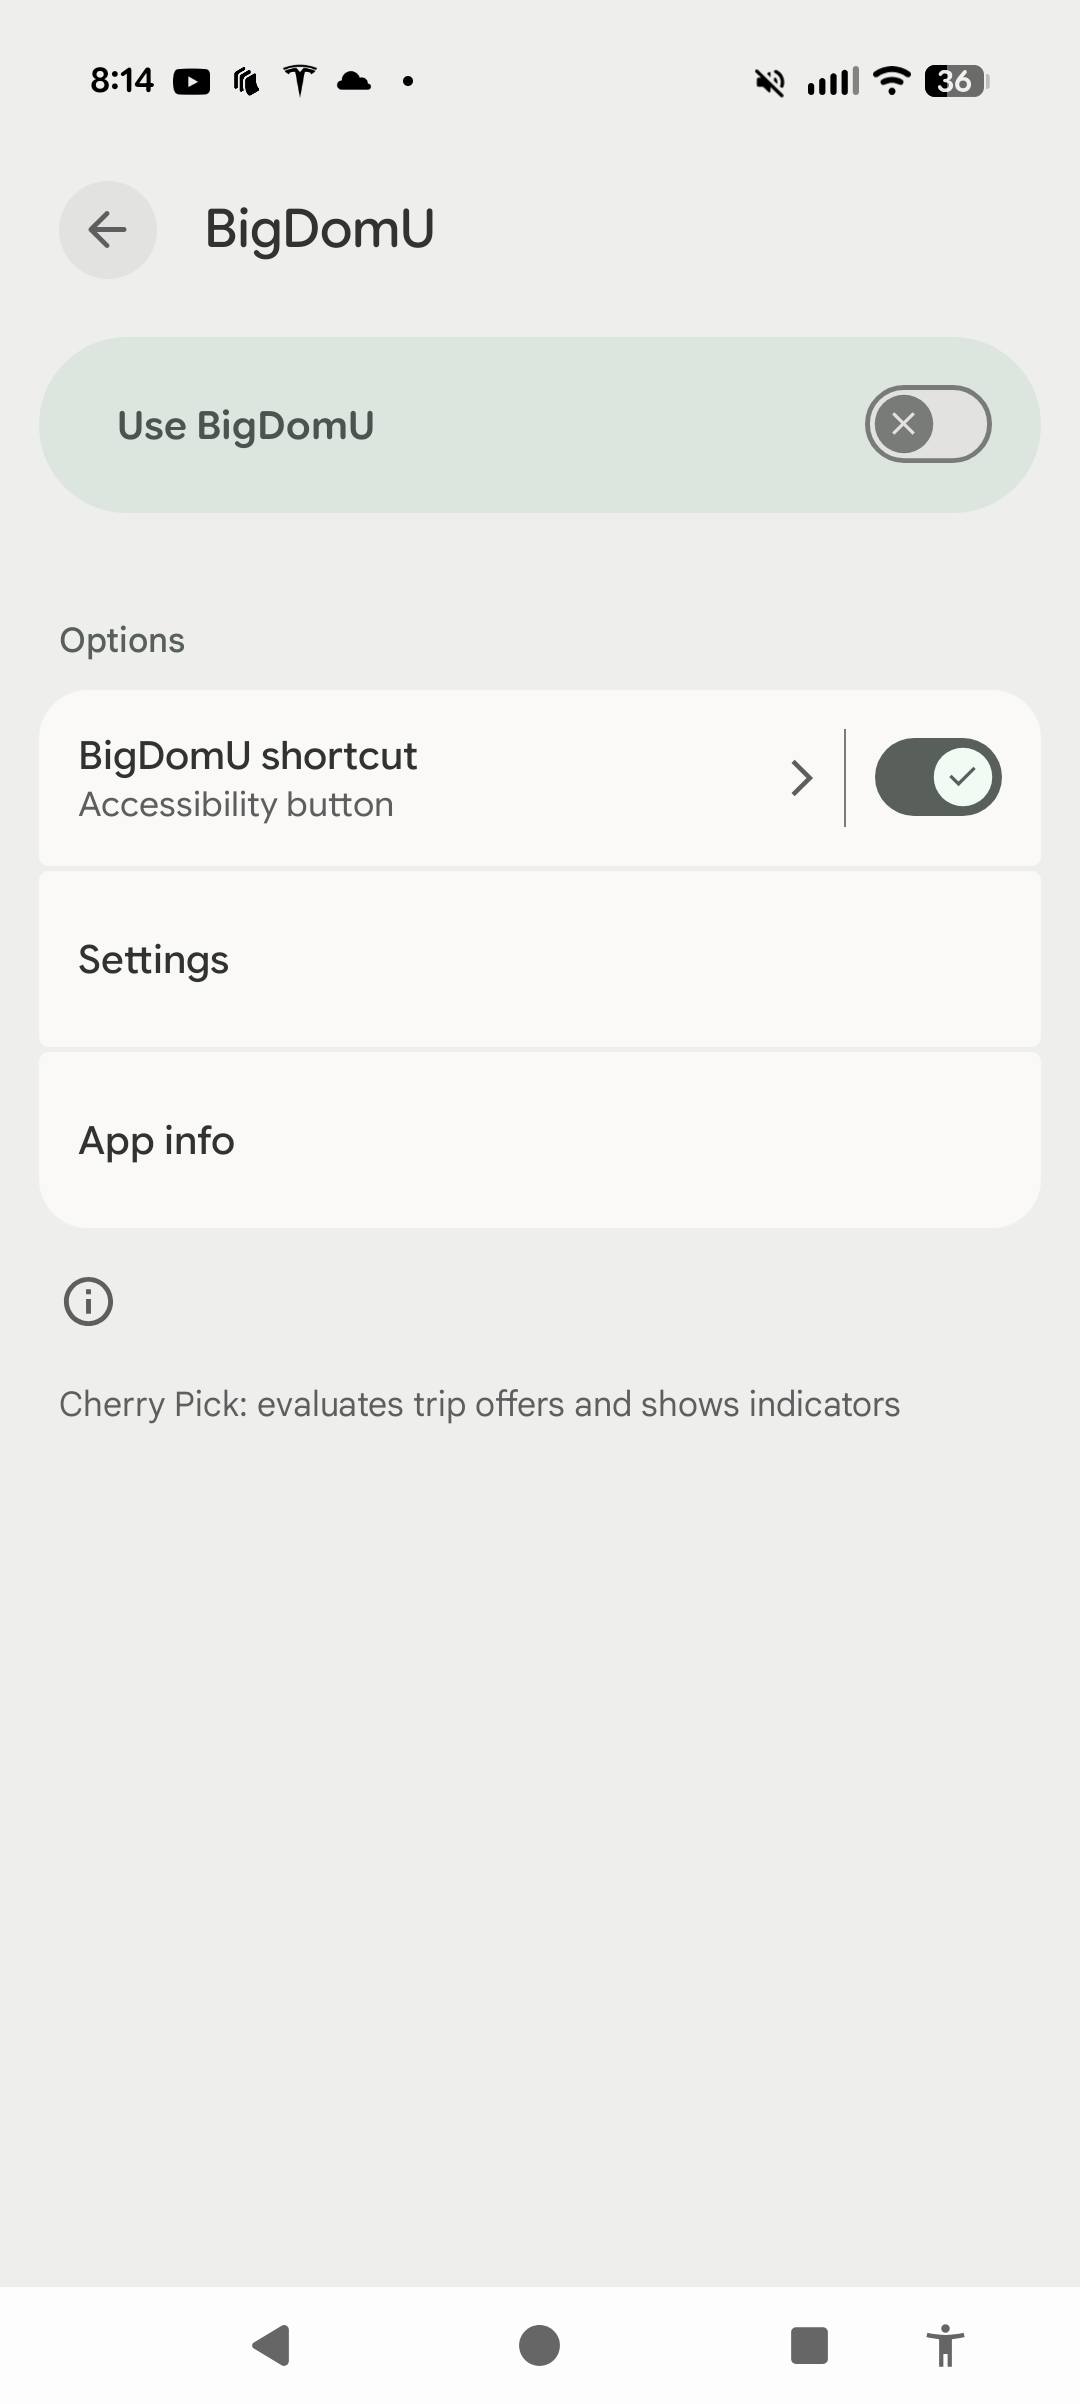 8:14
36
BigDomU
Use BigDomU
Options
BigDomU shortcut
Accessibility button
Settings
App info
Cherry Pick: evaluates trip offers and shows indicators